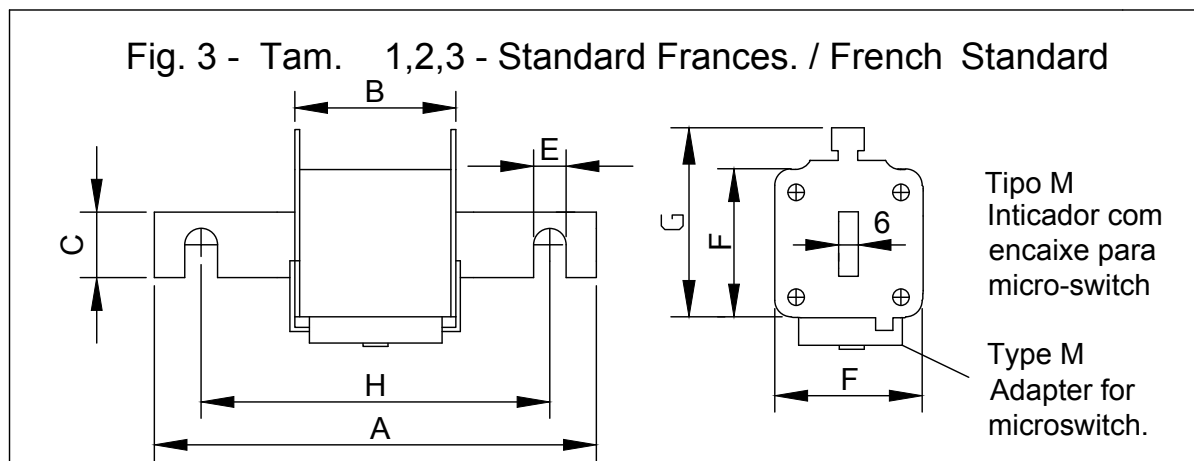 Fig. 3 - Tam. 1,2,3 - Standard Frances. / French Standard
B
E
C
H
A
G
F
6
F
Tipo M
Inticador com
encaixe para
micro-switch
Type M
Adapter for
microswitch.